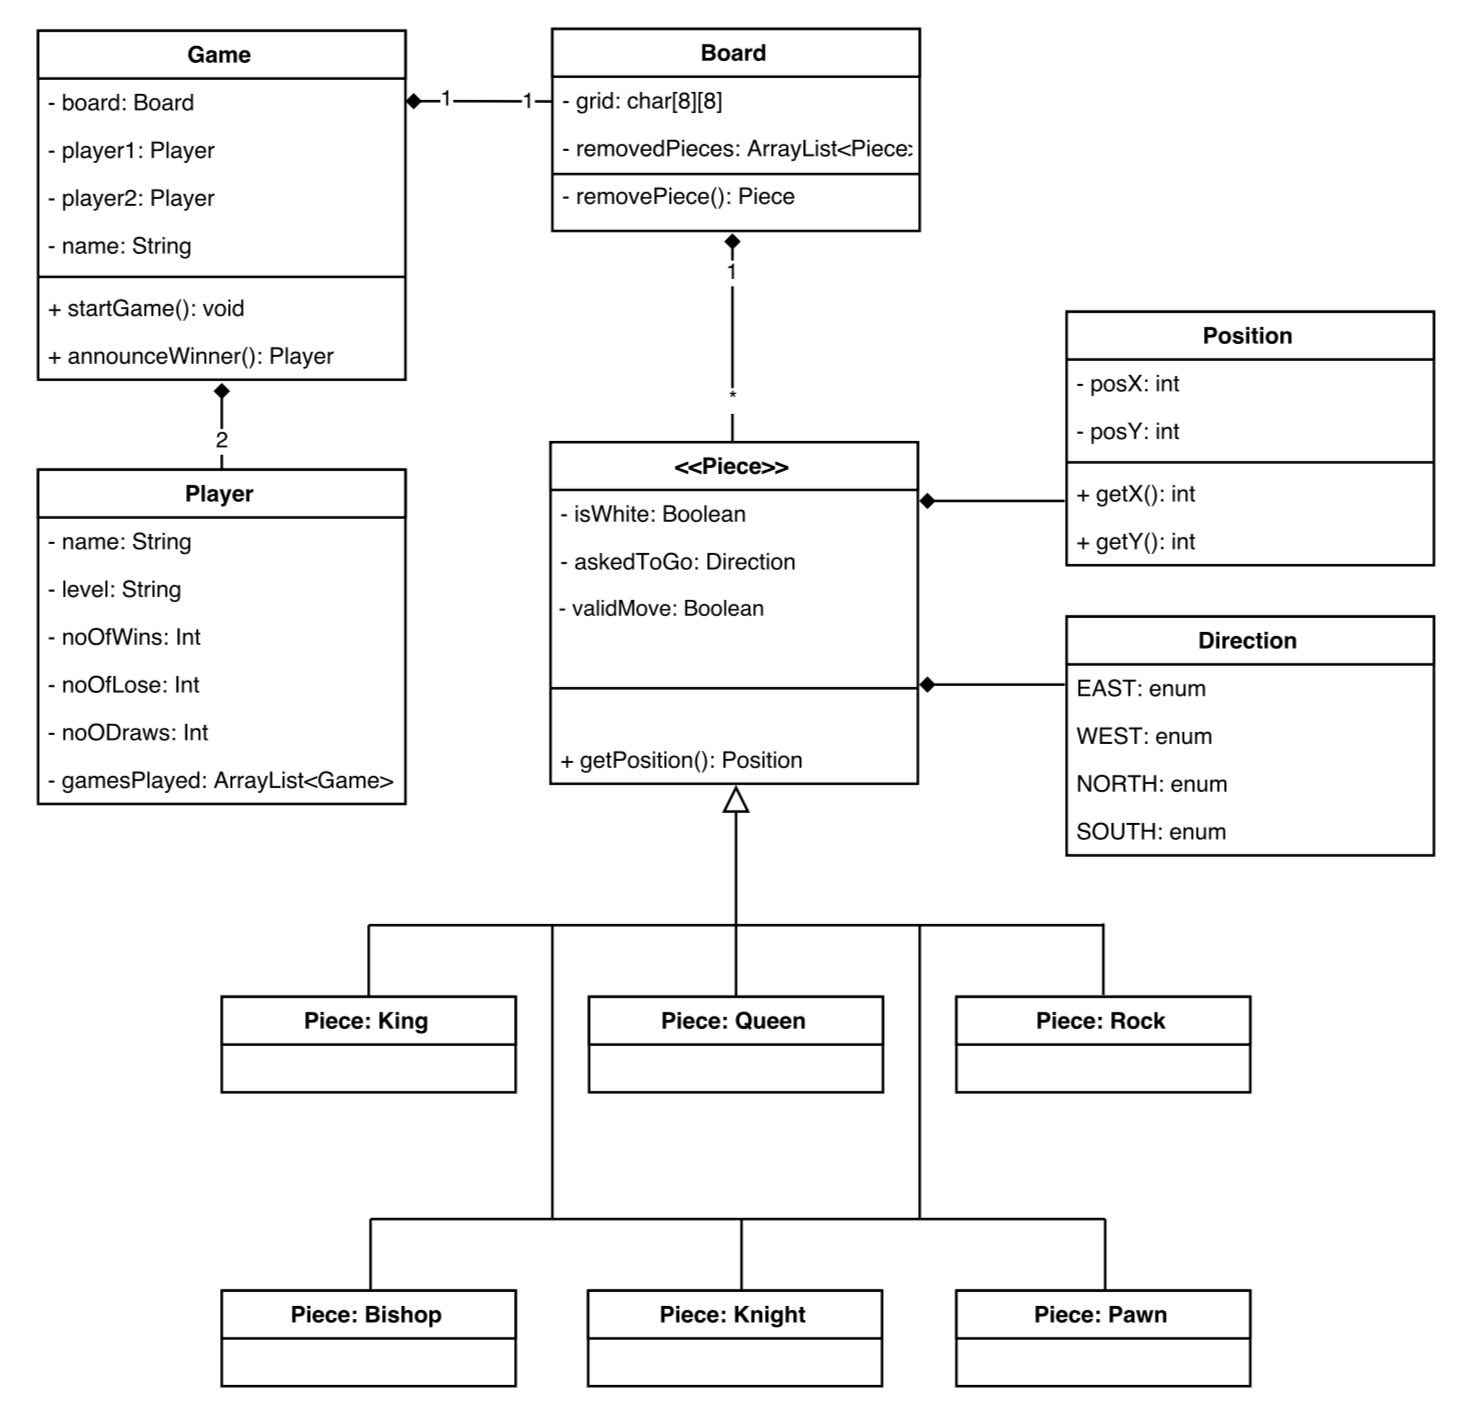 Game
- board: Board
- player1: Player
- player2: Player
- name: String
+ startGame(): void
+ announceWinner(): Player
1
1
Board
- grid: char[8][8]
- removedPieces: ArrayList<Piece
- removePiece(): Piece
1
*
2
Player
- name: String
- level: String
- noOfWins: Int
- noOfLose: Int
- noODraws: Int
- gamesPlayed: ArrayList<Game>
<<Piece>>
- isWhite: Boolean
- askedToGo: Direction
- validMove: Boolean
+ getPosition(): Position
Position
- posX: int
- posY: int
+ getX(): int
+ getY(): int
Direction
EAST: enum
WEST: enum
NORTH: enum
SOUTH: enum
Piece: King
Piece: Queen
Piece: Rock
Piece: Bishop
Piece: Knight
Piece: Pawn